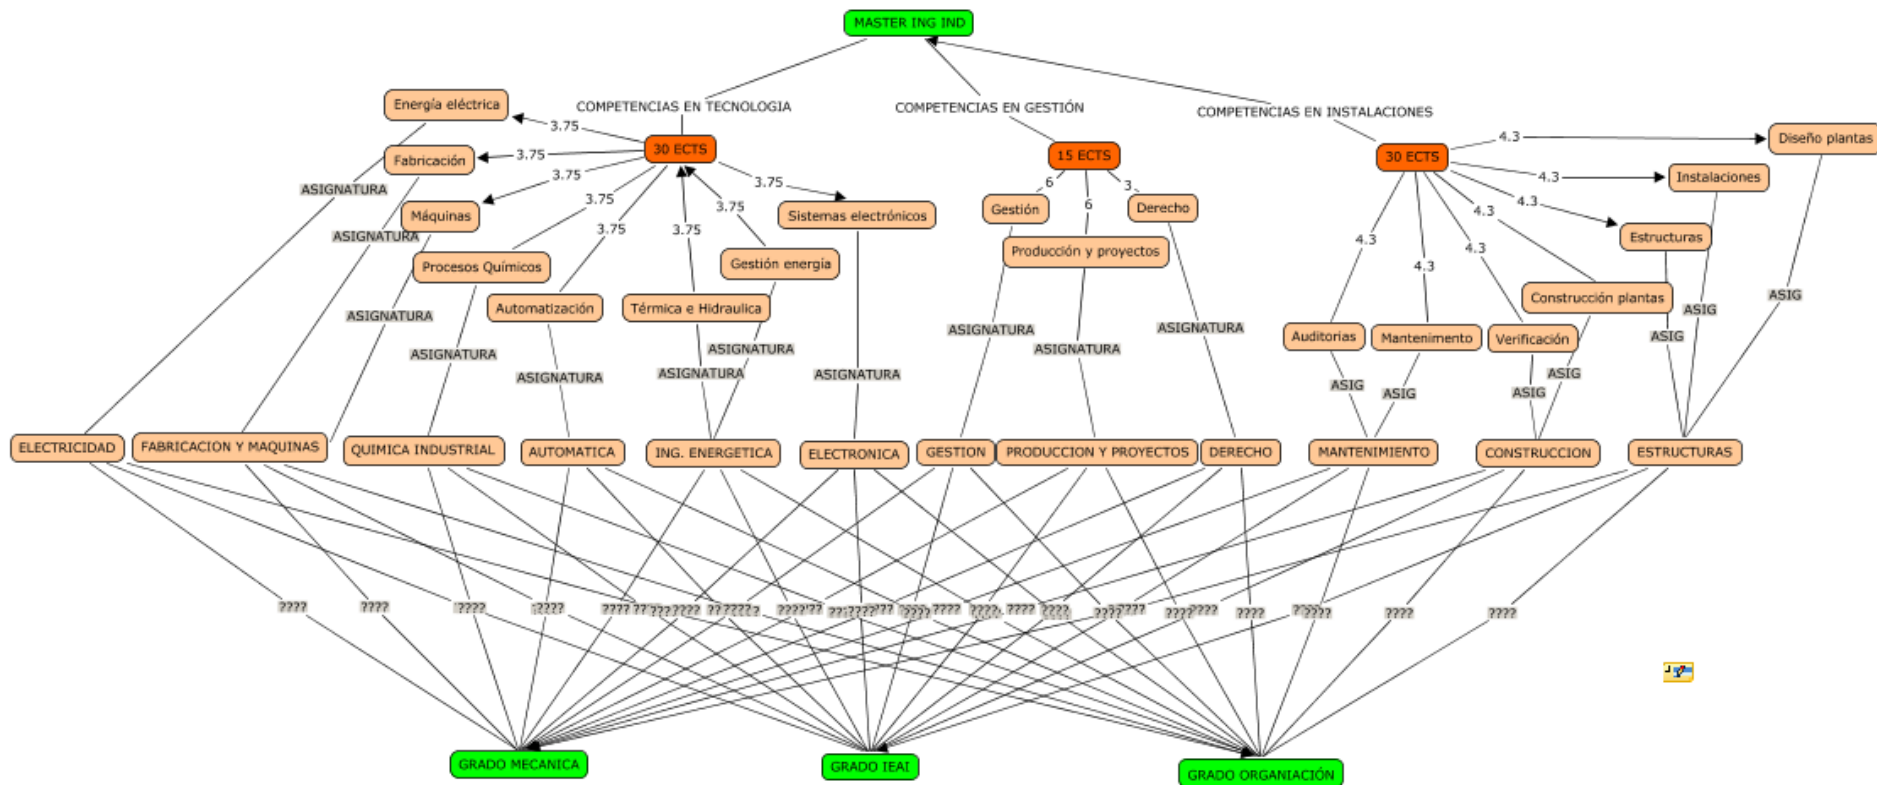 MASTER ING IND
COMPETENCIAS EN TECNOLOGIA
COMPETENCIAS EN GESTIÓN
COMPETENCIAS EN INSTALACIONES
Energía eléctrica
3.75
30 ECTS
15 ECTS
30 ECTS
4.3
Diseño plantas
Fabricación
3.75
3.75
3.75
6
3
4.3
Instalaciones
ASIGNATURA
3.75
3.75
3.75
6
4.3
4.3
Máquinas
Sistemas electrónicos
Gestión
Derecho
3.75
3.75
4.3
4.3
4.3
Estructuras
ASIGNATURA
Procesos Químicos
Gestión energía
Producción y proyectos
Automatización
Térmica e Hidraulica
Construcción plantas
ASIG
ASIGNATURA
ASIGNATURA
ASIGNATURA
ASIG
Auditorias
Mantenimento
Verificación
ASIG
ASIGNATURA
ASIGNATURA
ASIGNATURA
ASIGNATURA
ASIGNATURA
ASIGNATURA
ASIG
ASIG
ASIG
ASIG
ELECTRICIDAD
FABRICACION Y MAQUINAS
QUIMICA INDUSTRIAL
AUTOMATICA
ING. ENERGETICA
ELECTRONICA
GESTION
PRODUCCION Y PROYECTOS
DERECHO
MANTENIMIENTO
CONSTRUCCION
ESTRUCTURAS
???? ???? ???? ???? ???? ???? ???? ???? ???? ???? ???? ???? ???? ???? ???? ???? ???? ???? ????
GRADO MECANICA
GRADO IEAI
GRADO ORGANIACIÓN